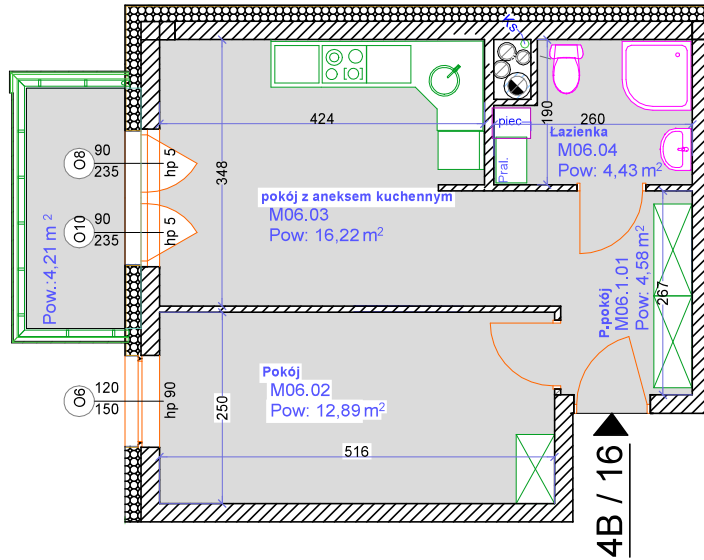 Ks
424
190
260
piec
Pral.
Łazienka
M06.04
Pow: 4,43 m²
O8
90
235
hp 5
348
pokój z aneksem kuchennym
M06.03
Pow: 16,22 m²
O10
90
235
hp 5
Pow.:4,21 m²
P.pokój
M06.1.01
Pow: 4,58 m²
267
Pokój
M06.02
Pow: 12,89 m²
O6
120
150
hp 90
250
516
4B / 16